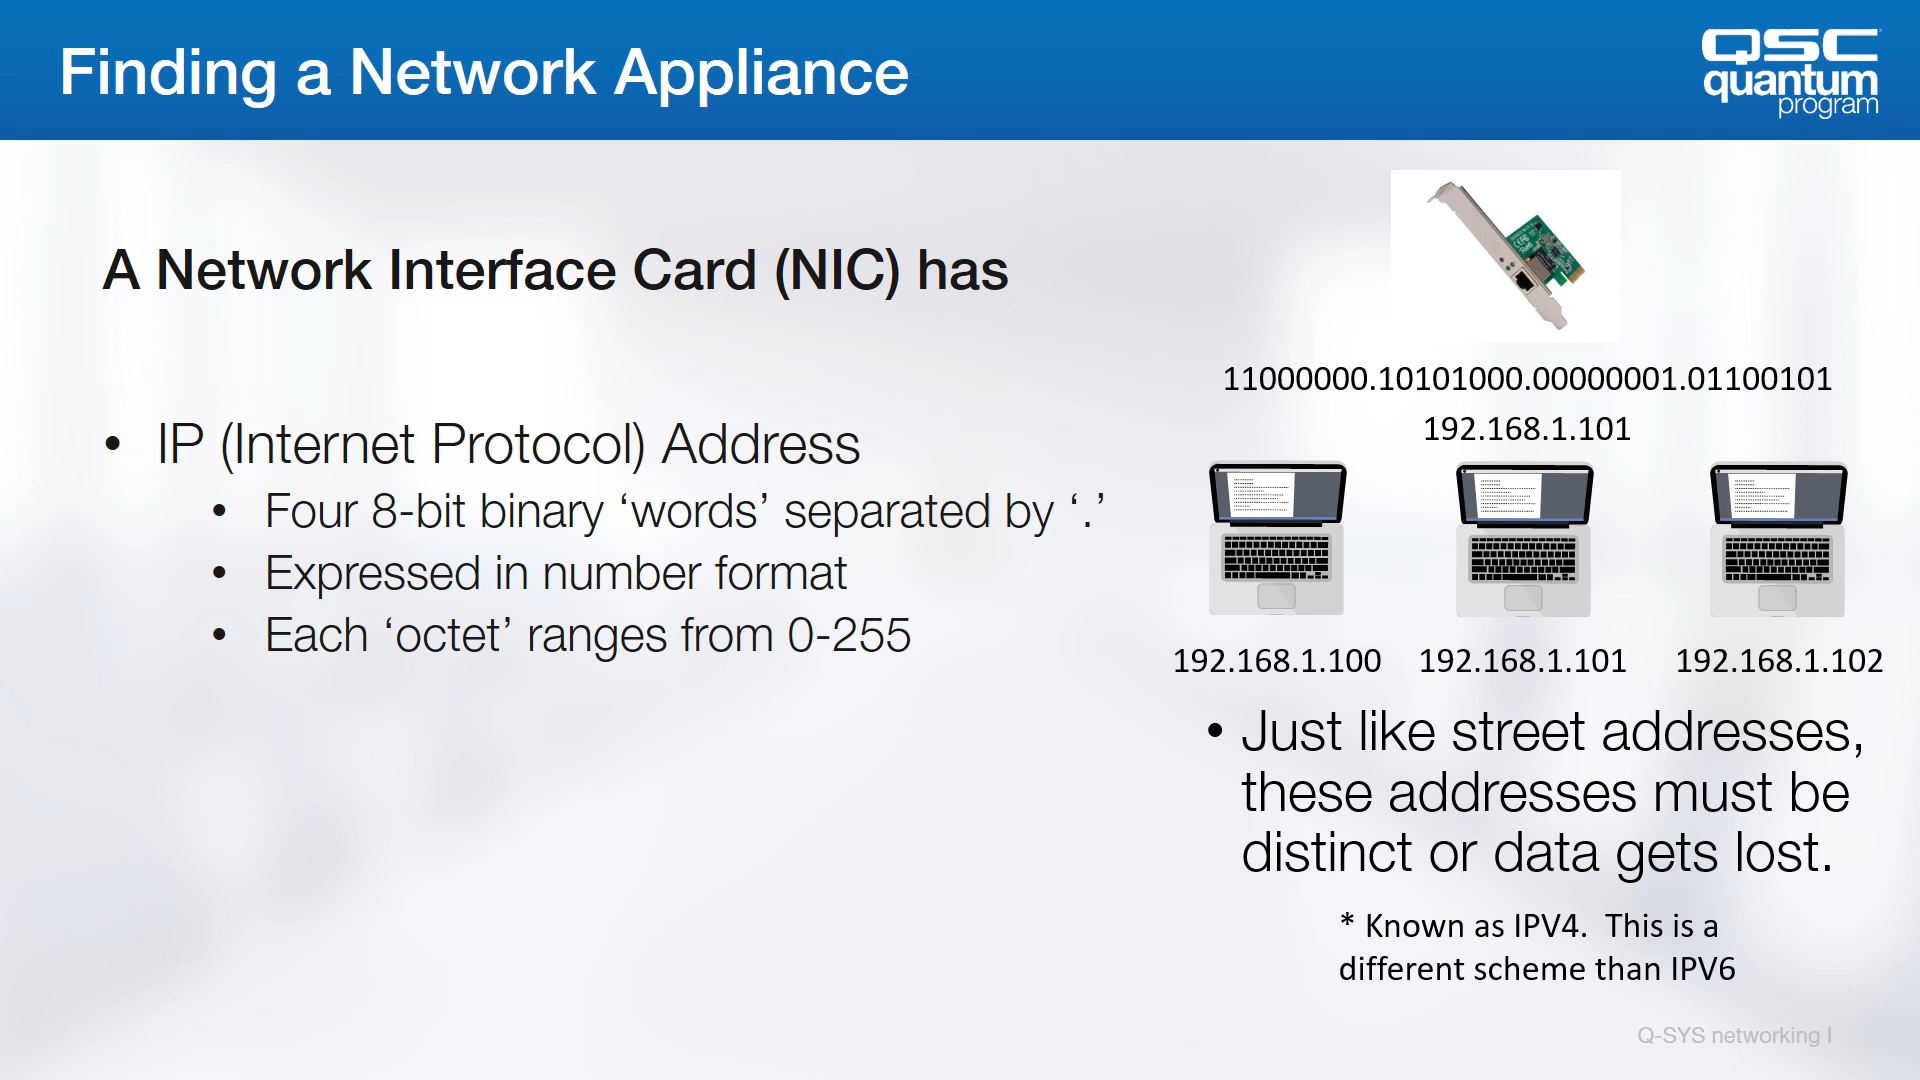 Finding a Network Appliance
QSC
quantum
program
A Network Interface Card (NIC) has
• IP (Internet Protocol) Address
• Four 8-bit binary ‘words’ separated by ‘.’
• Expressed in number format
• Each ‘octet’ ranges from 0-255
11000000.10101000.00000001.01100101
192.168.1.101
192.168.1.100 192.168.1.101 192.168.1.102
• Just like street addresses,
these addresses must be
distinct or data gets lost.
* Known as IPV4.  This is a
different scheme than IPV6
Q-SYS networking I